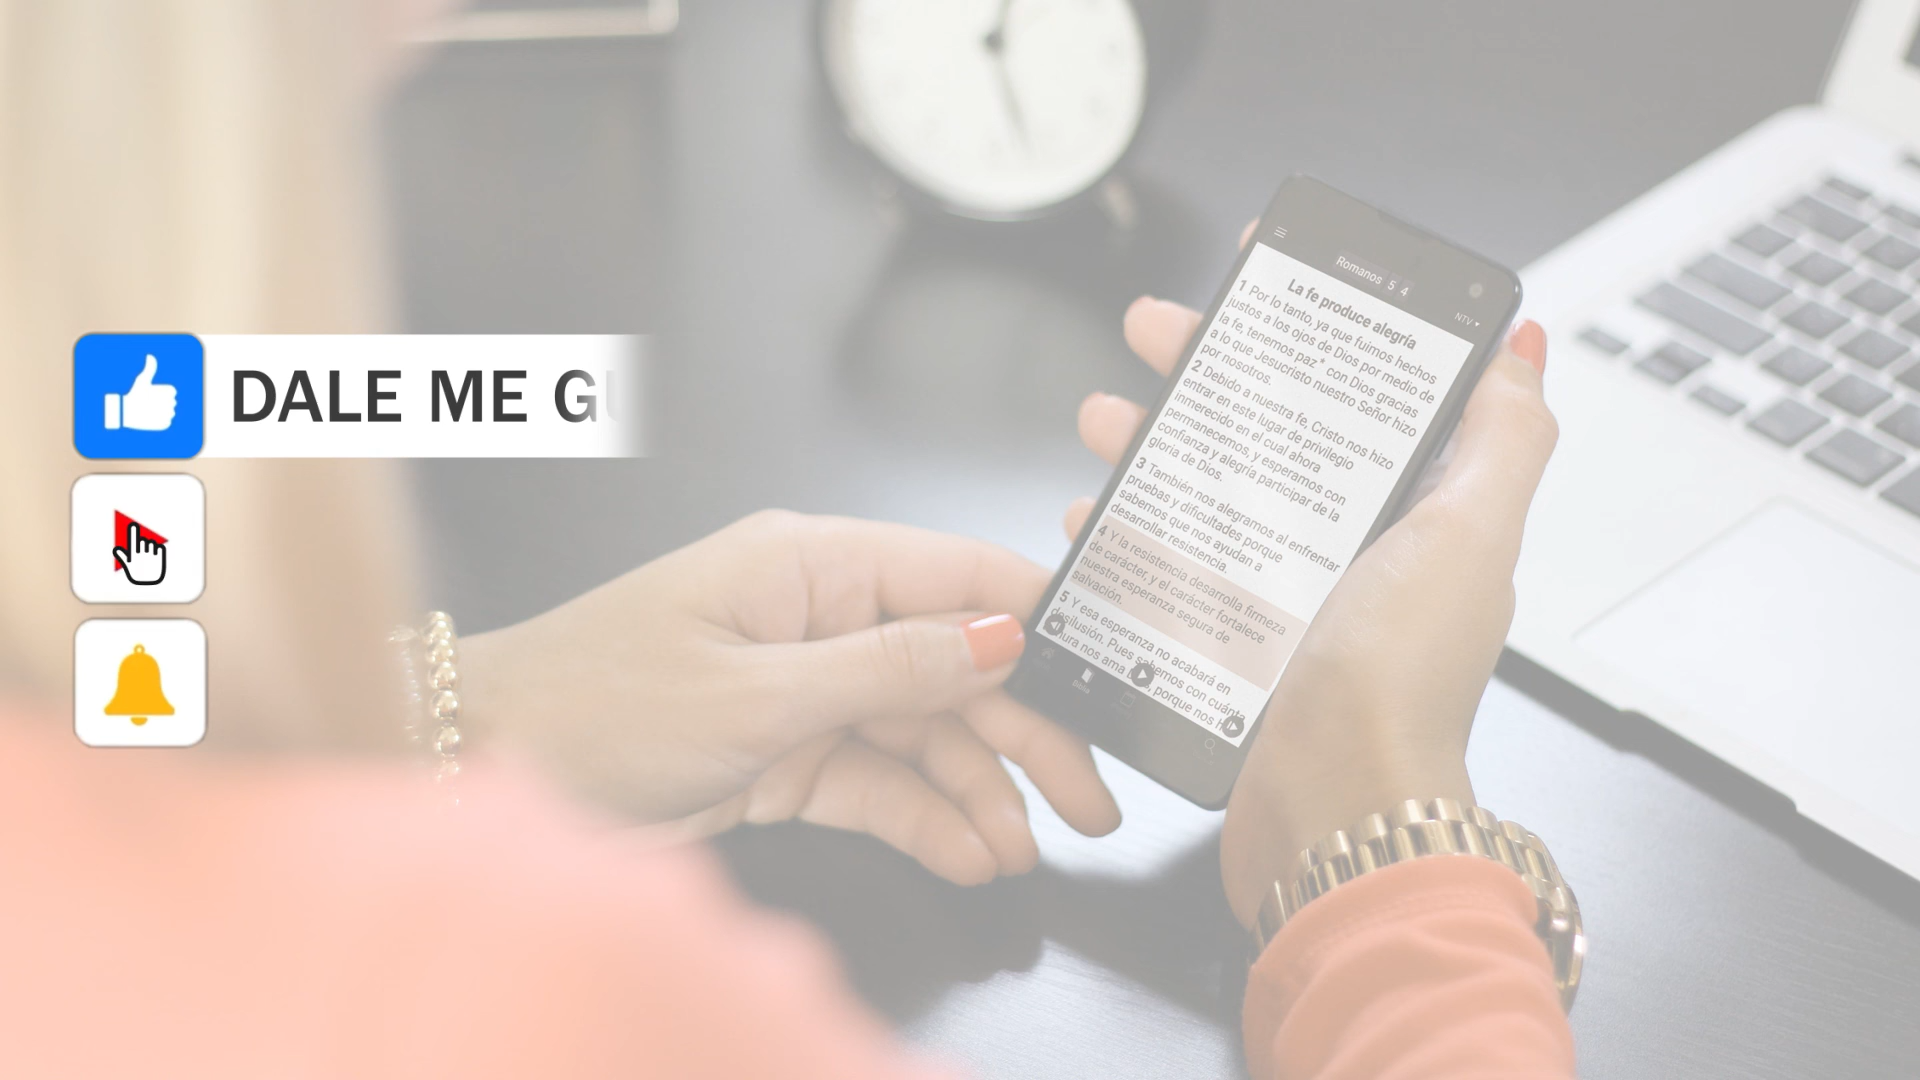 DALE ME G
Romanos 5 4
NTV
La fe produce alegría
1 Por lo tanto, ya que fuimos hechos
justos a los ojos de Dios por medio de
la fe, tenemos paz* con Dios gracias
a lo que Jesucristo nuestro Señor hizo
por nosotros.
2 Debido a nuestra fe, Cristo nos hizo
entrar en este lugar de privilegio
inmerecido en el cual ahora
permanecemos, y esperamos con
confianza y alegría participar de la
gloria de Dios.
3 También nos alegramos al enfrentar
pruebas y dificultades porque
sabemos que nos ayudan a
desarrollar resistencia.
4 Y la resistencia desarrolla firmeza
de carácter, y el carácter fortalece
nuestra esperanza segura de
salvación.
5 Y esa esperanza no acabará en
desilusión. Pues sabemos con cuánta
nos ama porque nos